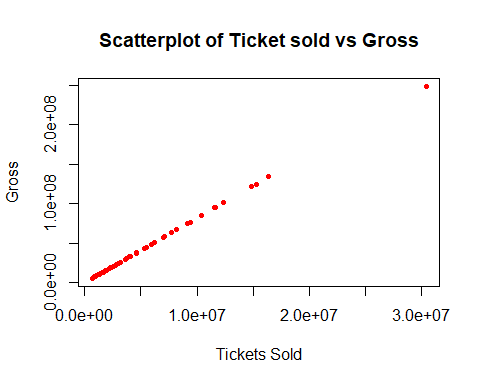 Scatterplot of Ticket sold vs Gross
Gross
2.0e+08
1.0e+08
0.0e+00
0.0e+00 1.0e+07 2.0e+07 3.0e+07
Tickets Sold